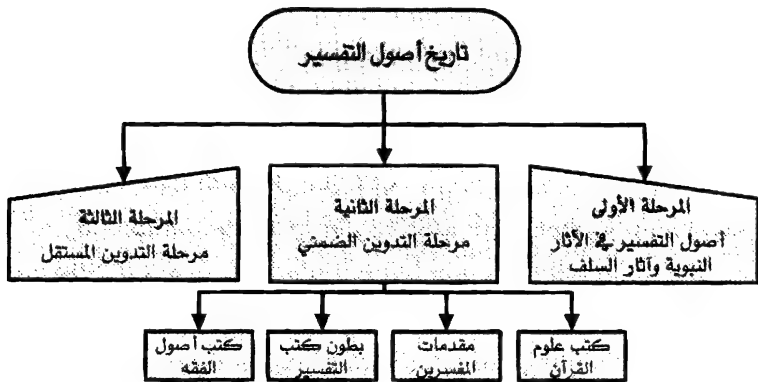 تاريخ أصول التفسير
المرحلة الأولى
أصول التفسير في الآثار
النبوية وآثار السلف
المرحلة الثانية
مرحلة التدوين الضمني
المرحلة الثالثة
مرحلة التدوين المستقل
كتب علوم
القرآن
مقدمات
المفسرين
بطون كتب
التفسير
كتب أصول
الفقه